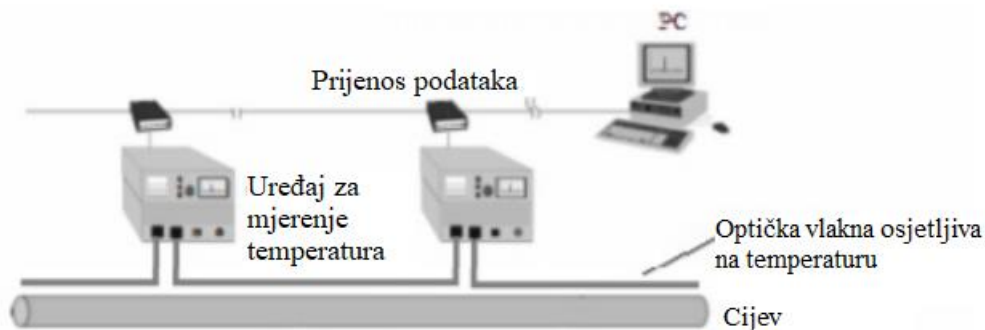 PC
Prijenos podataka
Uređaj za
mjerenje
temperatura
Optička vlakna osjetljiva
na temperaturu
Cijev